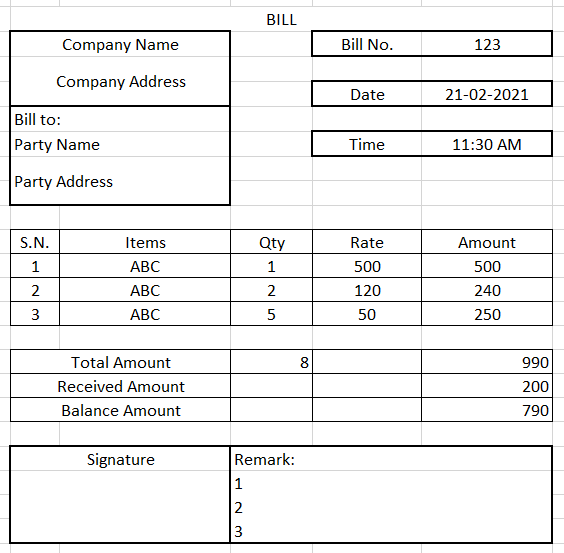 BILL
Company Name Bill No. 123
Company Address
Date 21-02-2021
Bill to:
Party Name Time 11:30 AM
Party Address
S.N. Items Qty Rate Amount
1 ABC 1 500 500
2 ABC 2 120 240
3 ABC 5 50 250
Total Amount 8 990
Received Amount 200
Balance Amount 790
Signature Remark:
1
2
3